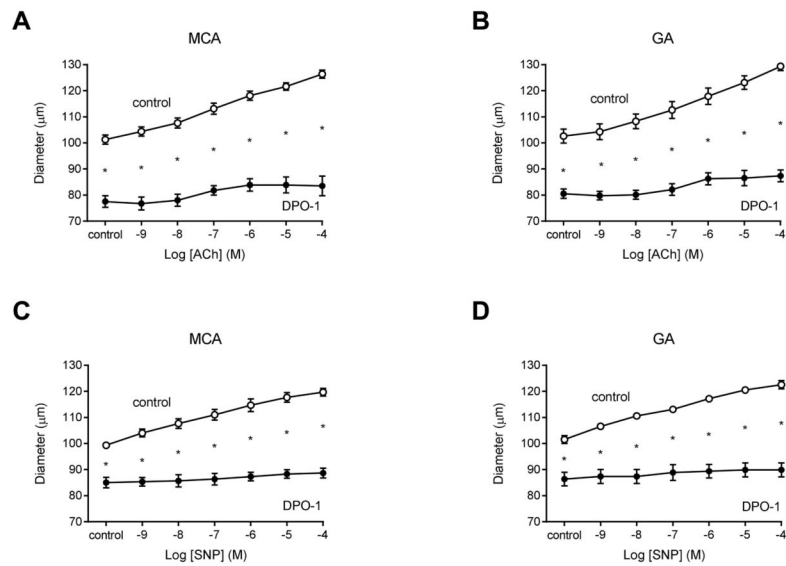 A
MCA
130
120
110
100
90
80
70
Diameter (µm)
control
* * * * * * *
DPO-1
control -9 -8 -7 -6 -5 -4
Log [ACh] (M)
B
GA
130
120
110
100
90
80
70
Diameter (µm)
control
* * * * * * *
DPO-1
control -9 -8 -7 -6 -5 -4
Log [ACh] (M)
C
MCA
130
120
110
100
90
80
70
Diameter (µm)
control
* * * * * * *
DPO-1
control -9 -8 -7 -6 -5 -4
Log [SNP] (M)
D
GA
130
120
110
100
90
80
70
Diameter (µm)
control
* * * * * * *
DPO-1
control -9 -8 -7 -6 -5 -4
Log [SNP] (M)